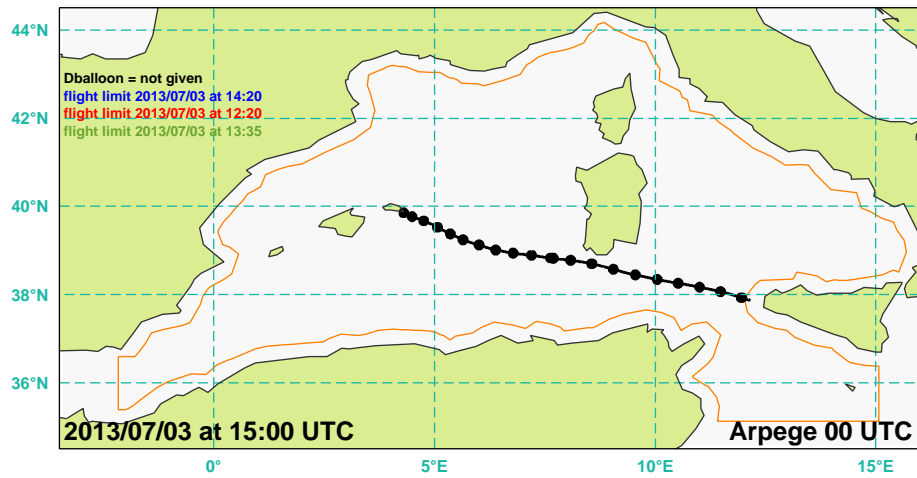 44°N
Dballoon = not given
flight limit 2013/07/03 at 14:20
flight limit 2013/07/03 at 12:20
flight limit 2013/07/03 at 13:35
42°N
40°N
38°N
36°N
2013/07/03 at 15:00 UTC
Arpege 00 UTC
0°
5°E
10°E
15°E